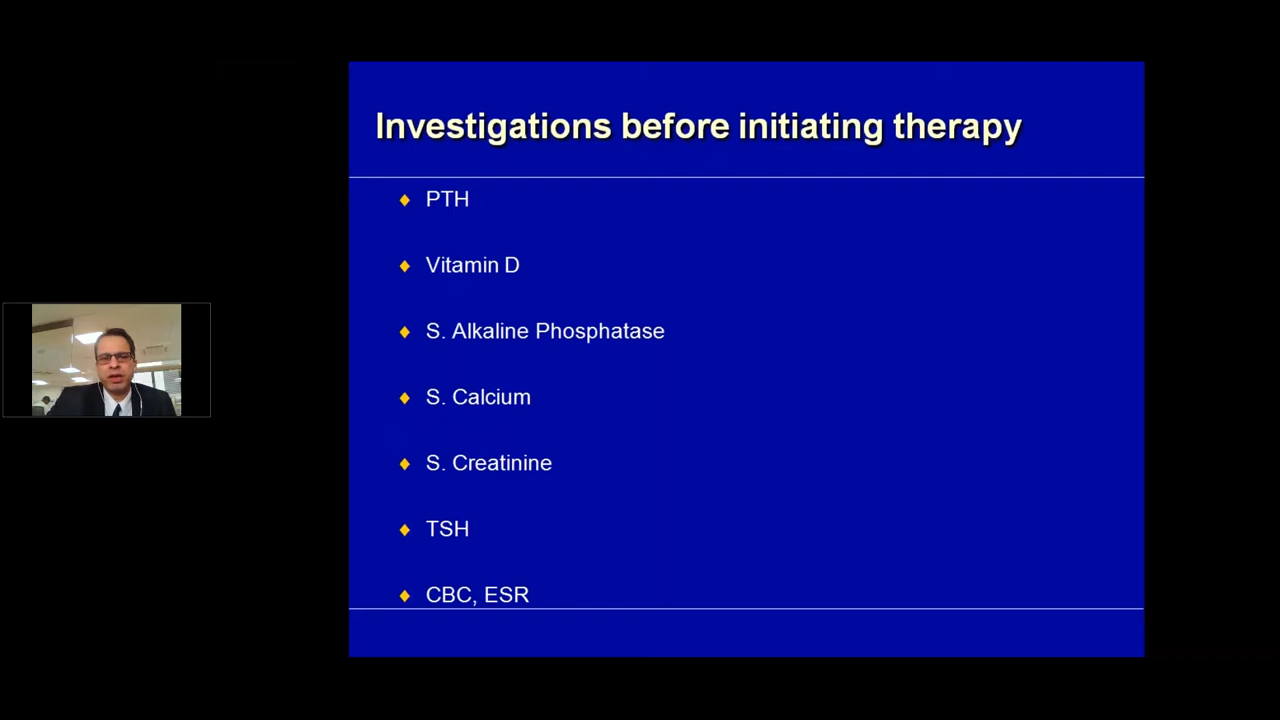 Investigations before initiating therapy
PTH
Vitamin D
S. Alkaline Phosphatase
S. Calcium
S. Creatinine
TSH
CBC, ESR